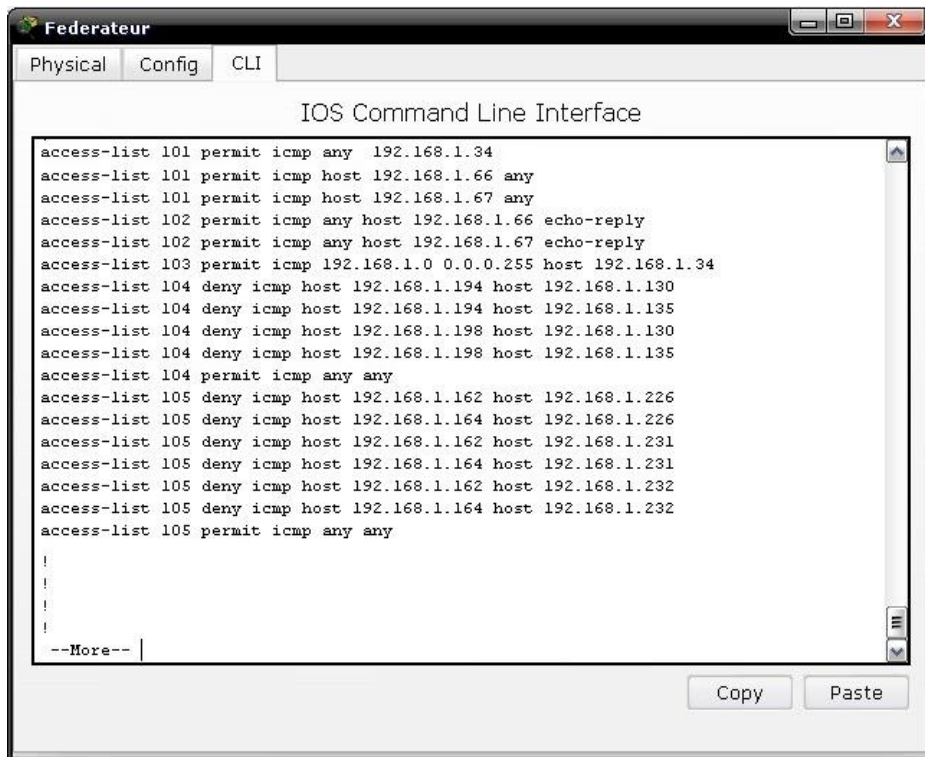 Federateur
Physical Config CLI
IOS Command Line Interface
access-list 101 permit icmp any  192.168.1.34
access-list 101 permit icmp host 192.168.1.66 any
access-list 101 permit icmp host 192.168.1.67 any
access-list 102 permit icmp any host 192.168.1.66 echo-reply
access-list 102 permit icmp any host 192.168.1.67 echo-reply
access-list 103 permit icmp 192.168.1.0 0.0.0.255 host 192.168.1.34
access-list 104 deny icmp host 192.168.1.194 host 192.168.1.130
access-list 104 deny icmp host 192.168.1.194 host 192.168.1.135
access-list 104 deny icmp host 192.168.1.198 host 192.168.1.130
access-list 104 deny icmp host 192.168.1.198 host 192.168.1.135
access-list 104 permit icmp any any
access-list 105 deny icmp host 192.168.1.162 host 192.168.1.226
access-list 105 deny icmp host 192.168.1.164 host 192.168.1.226
access-list 105 deny icmp host 192.168.1.162 host 192.168.1.231
access-list 105 deny icmp host 192.168.1.164 host 192.168.1.231
access-list 105 deny icmp host 192.168.1.162 host 192.168.1.232
access-list 105 deny icmp host 192.168.1.164 host 192.168.1.232
access-list 105 permit icmp any any
!
!
!
!
--More--
Copy Paste